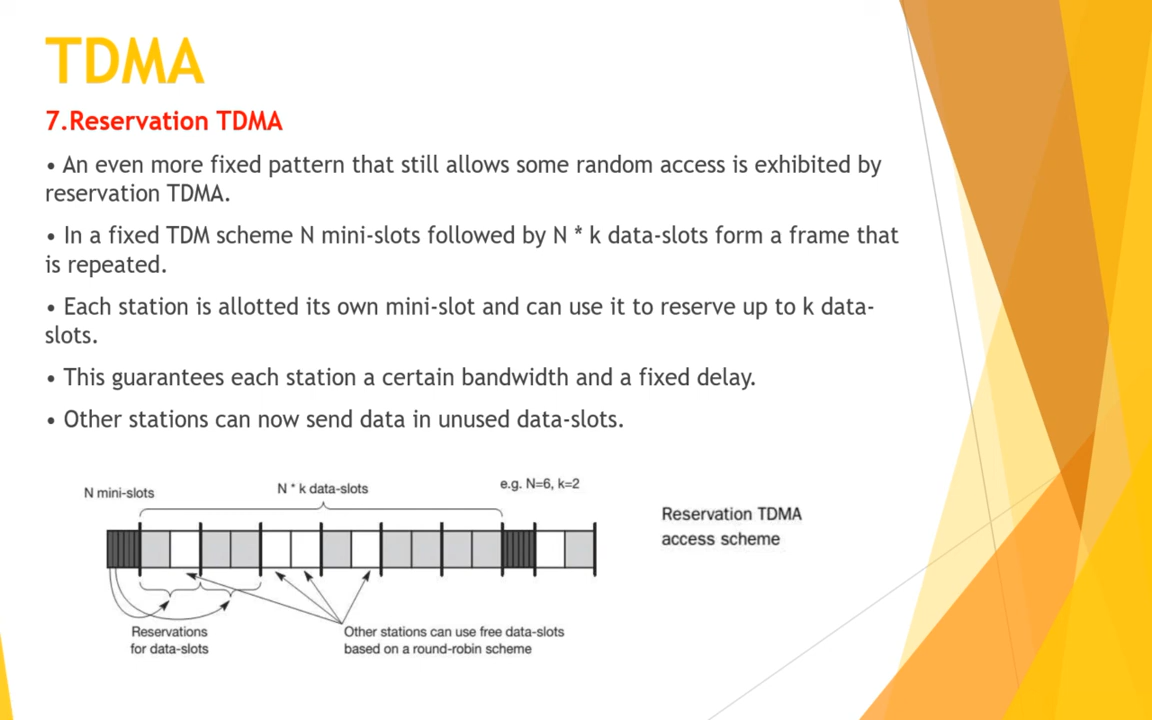 TDMA
7.Reservation TDMA
• An even more fixed pattern that still allows some random access is exhibited by
reservation TDMA.
• In a fixed TDM scheme N mini-slots followed by N * k data-slots form a frame that
is repeated.
• Each station is allotted its own mini-slot and can use it to reserve up to k data-
slots.
• This guarantees each station a certain bandwidth and a fixed delay.
• Other stations can now send data in unused data-slots.
N mini-slots
N * k data-slots
e.g. N=6, k=2
Reservation TDMA
access scheme
Reservations
for data-slots
Other stations can use free data-slots
based on a round-robin scheme